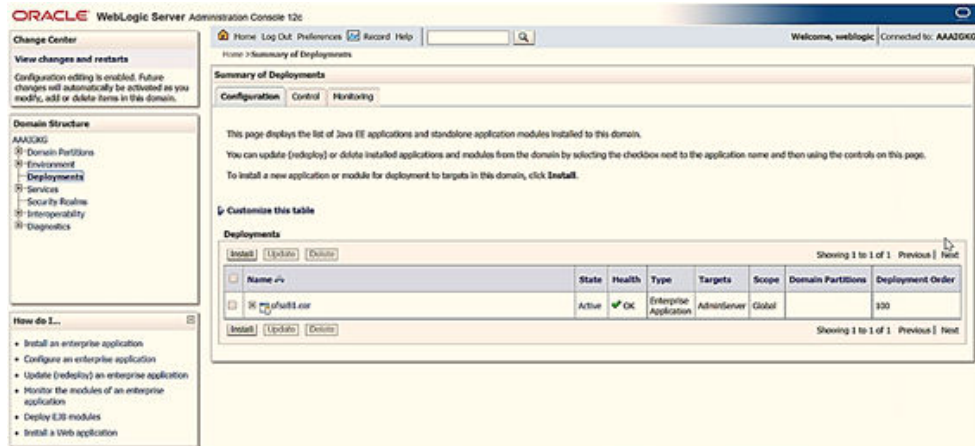 ORACLE WebLogic Server Administration Console 12c
Change Center
View changes and restarts
Configuration editing is enabled. Future
changes will automatically be activated as you
modify, add or delete items in this domain.
Domain Structure
Domain Partitions
Environment
Deployments
Services
Security Realms
Interoperability
Diagnostics
How do I...
Install an enterprise application
Configure an enterprise application
Update (redeploy) an enterprise application
Monitor the modules of an enterprise
application
Deploy EJB modules
Install a Web application
Home Log Out Preferences Record Help
Welcome, weblogic Connected to:
Home >Summary of Deployments
Summary of Deployments
Configuration Control Monitoring
This page displays the list of Java EE applications and standalone application modules installed to this domain.
You can update (redeploy) or delete installed applications and modules from the domain by selecting the checkbox next to the application name and then using the controls on this page.
To install a new application or module for deployment to targets in this domain, click Install.
Customize this table
Deployments
Install Update Delete
Showing 1 to 1 of 1 Previous | Next
Name State Health Type Targets Scope Domain Partitions Deployment Order
Active OK Enterprise Application AdminServer Global 100
Install Update Delete
Showing 1 to 1 of 1 Previous | Next